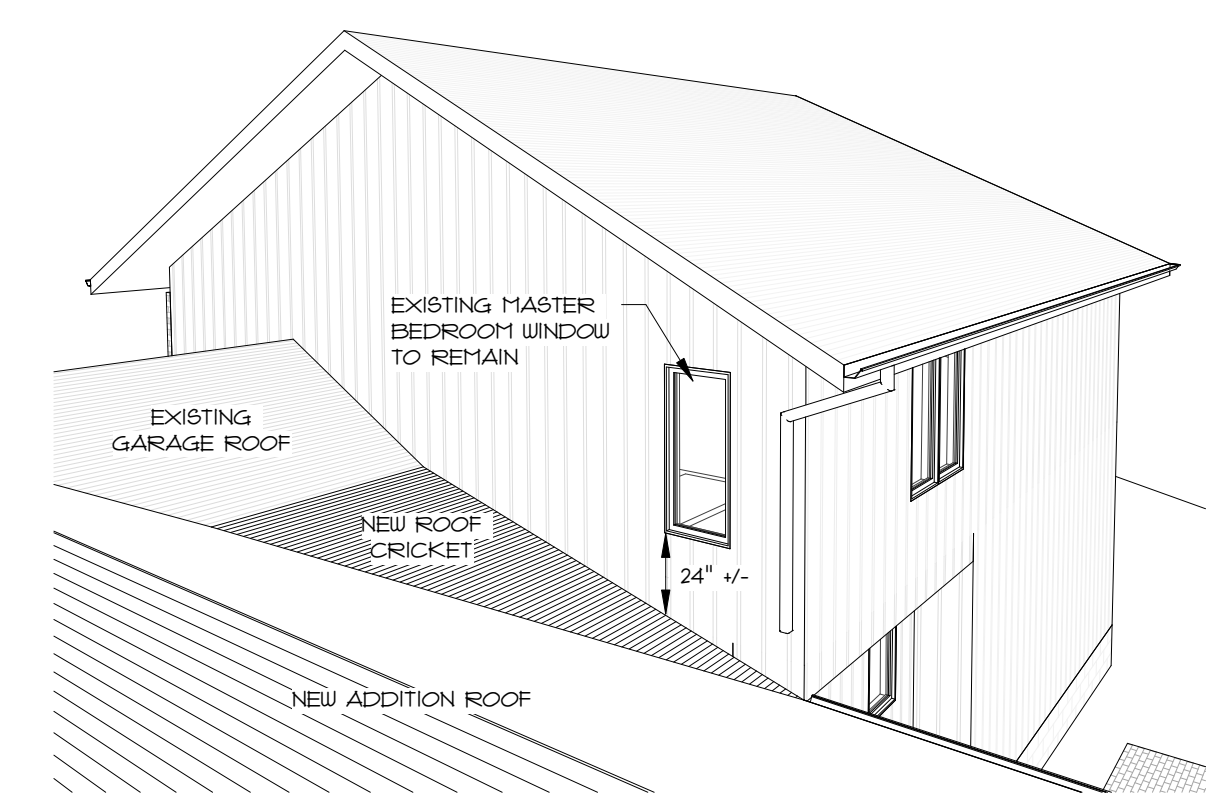 EXISTING MASTER
BEDROOM WINDOW
TO REMAIN
EXISTING
GARAGE ROOF
NEW ROOF
CRICKET
24" +/-
NEW ADDITION ROOF